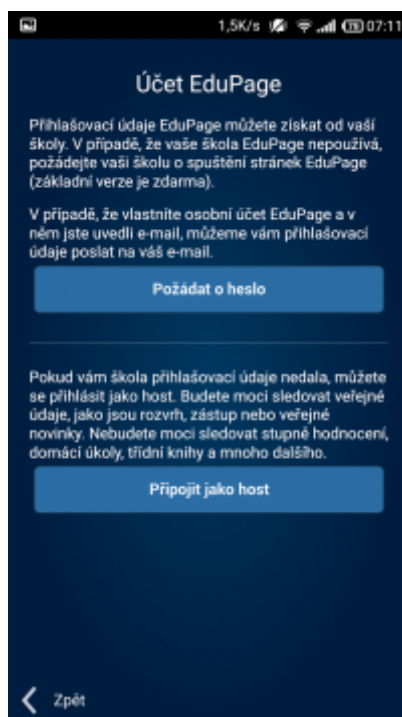 1,5K/s 75 07:11
Účet EduPage
Přihlašovací údaje EduPage můžete získat od vaší
školy. V případě, že vaše škola EduPage nepoužívá,
požádejte vaši školu o spuštění stránek EduPage
(základní verze je zdarma).
V případě, že vlastníte osobní účet EduPage a v
něm jste uvedli e-mail, můžeme vám přihlašovací
údaje poslat na váš e-mail.
Požádat o heslo
Pokud vám škola přihlašovací údaje nedala, můžete
se přihlásit jako host. Budete moci sledovat veřejné
údaje, jako jsou rozvrh, zástup nebo veřejné
novinky. Nebudete moci sledovat stupně hodnocení,
domácí úkoly, třídní knihy a mnoho dalšího.
Připojit jako host
Zpět